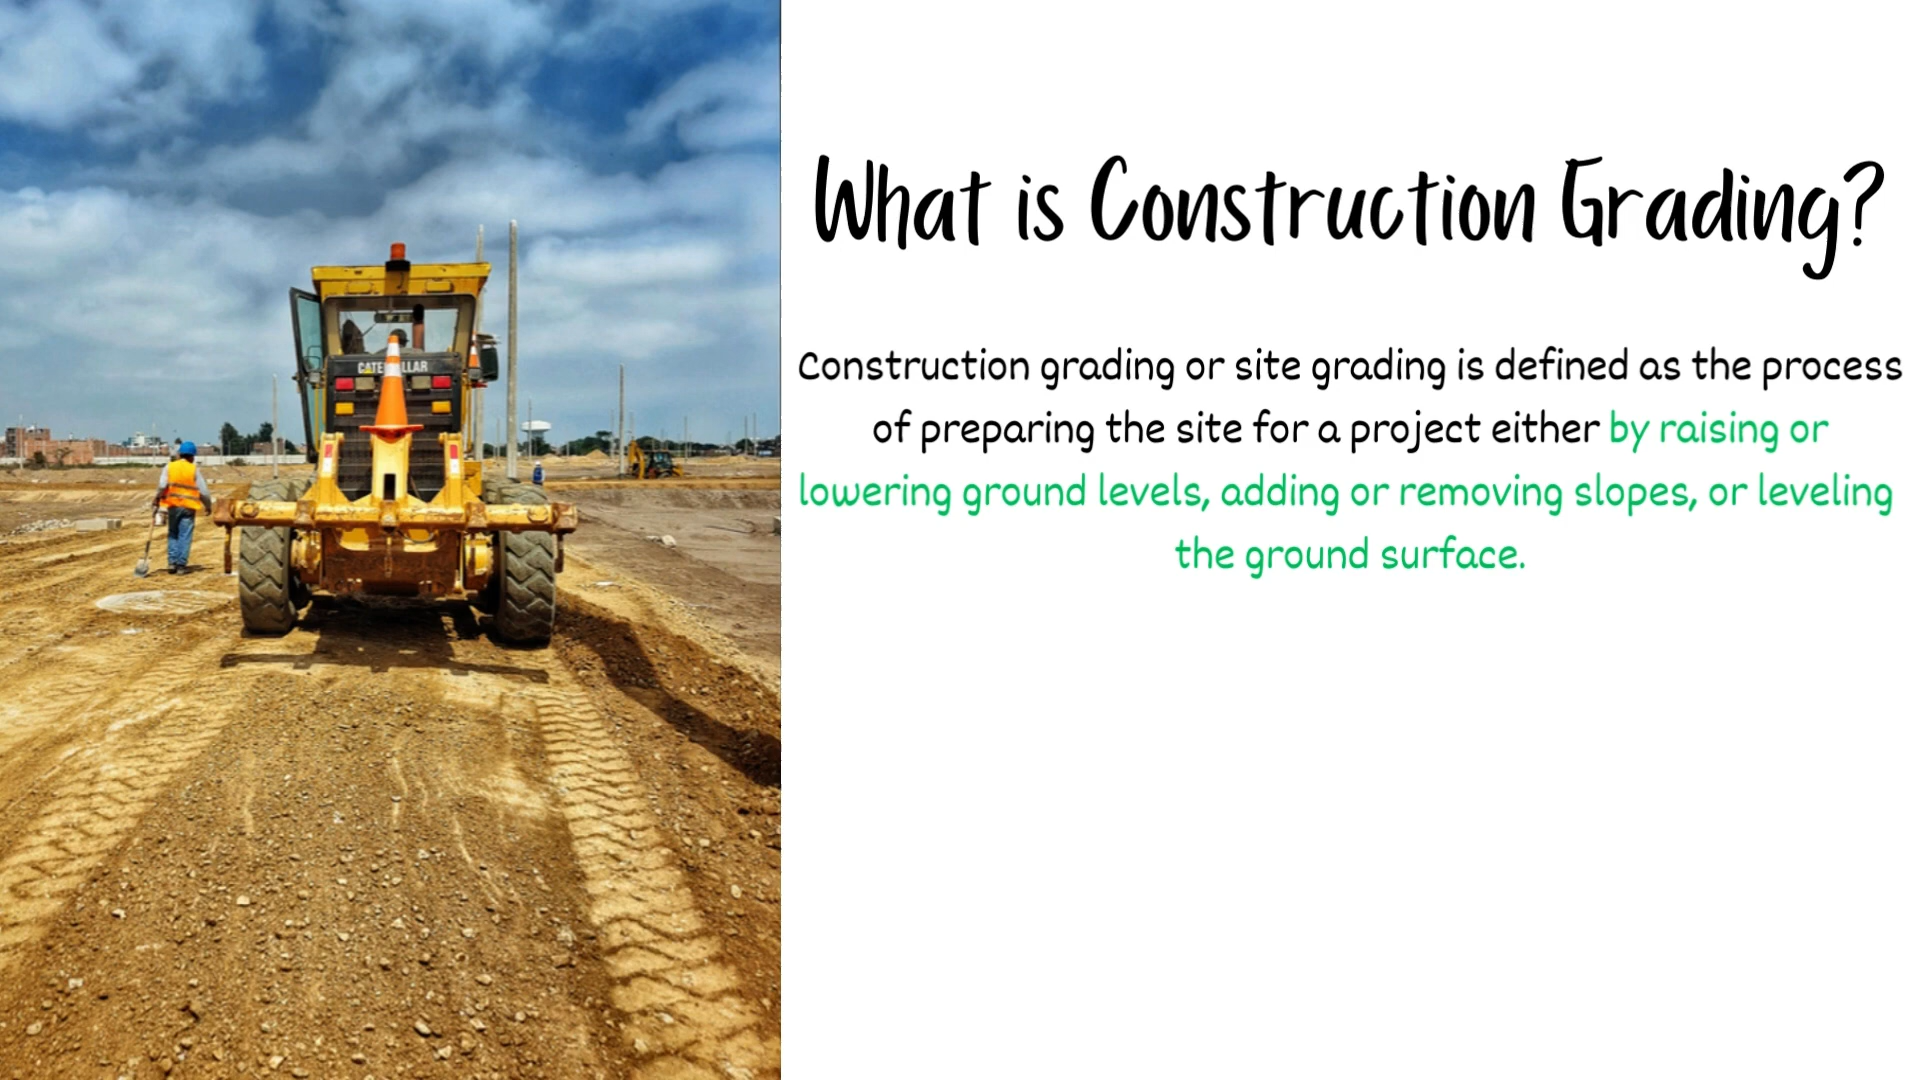 What is Construction Grading?
Construction grading or site grading is defined as the process
of preparing the site for a project either by raising or
lowering ground levels, adding or removing slopes, or leveling
the ground surface.